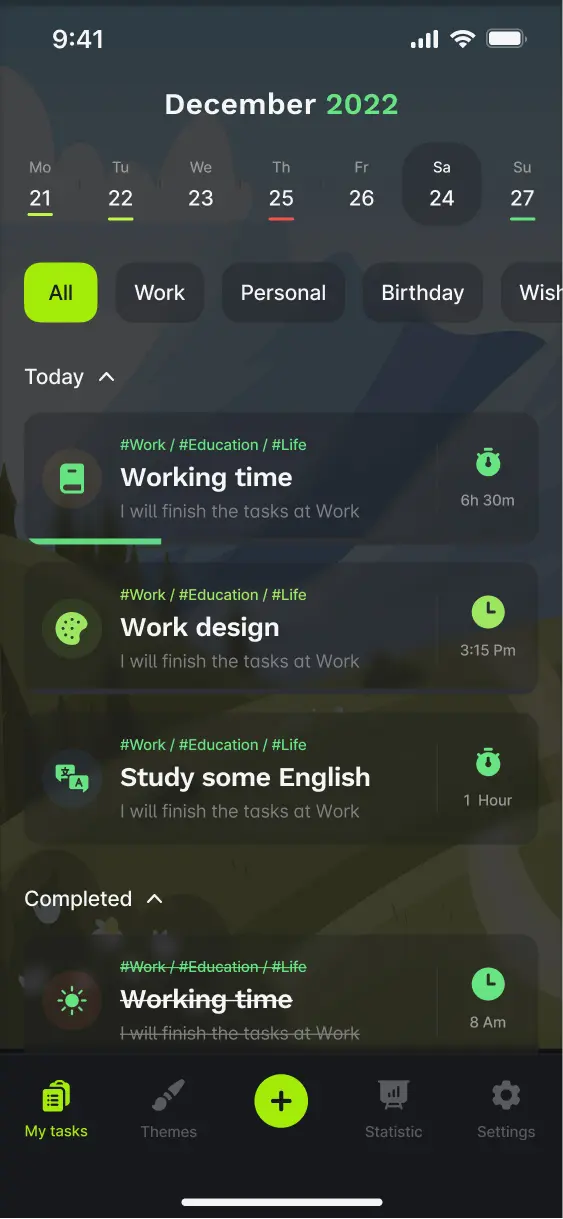 9:41
December 2022
Mo Tu We Th Fr Sa Su
21 22 23 25 26 24 27
All Work Personal Birthday Wish
Today
#Work / #Education / #Life
Working time
I will finish the tasks at Work
6h 30m
#Work / #Education / #Life
Work design
I will finish the tasks at Work
3:15 Pm
#Work / #Education / #Life
Study some English
I will finish the tasks at Work
1 Hour
Completed
#Work / #Education / #Life
Working time
I will finish the tasks at Work
8 Am
My tasks Themes Statistic Settings